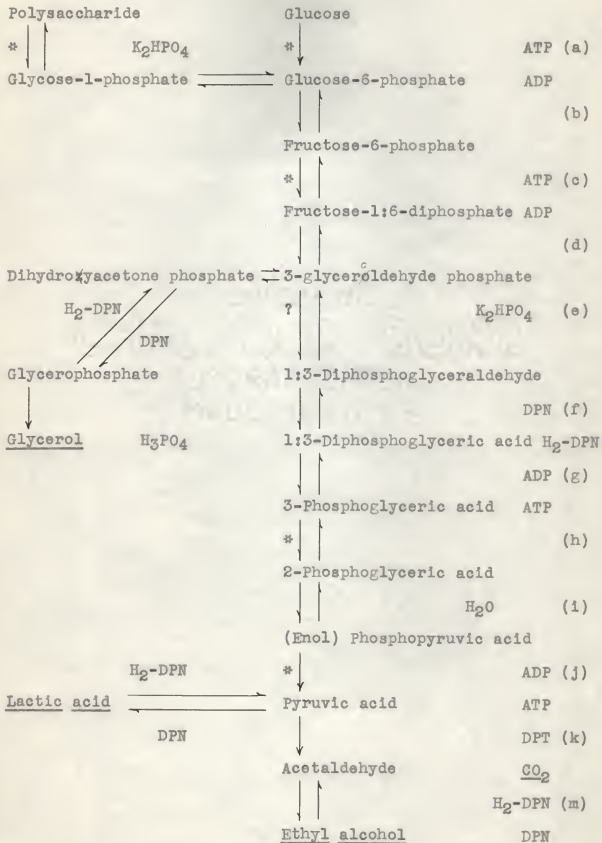 Polysaccharide Glucose
* K2HPO4 * ATP (a)
Glycose-1-phosphate Glucose-6-phosphate ADP
(b)
Fructose-6-phosphate
* ATP (c)
Fructose-1:6-diphosphate ADP
(d)
Dihydroxyacetone phosphate 3-glyceraldehyde phosphate
H2-DPN ? K2HPO4 (e)
DPN
Glycerophosphate 1:3-Diphosphoglyceraldehyde
DPN (f)
Glycerol H3PO4 1:3-Diphosphoglyceric acid H2-DPN
ADP (g)
3-Phosphoglyceric acid ATP
* (h)
2-Phosphoglyceric acid
H2O (i)
(Enol) Phosphopyruvic acid
H2-DPN * ADP (j)
Lactic acid Pyruvic acid ATP
DPN DPT (k)
Acetaldehyde CO2
H2-DPN (m)
Ethyl alcohol DPN